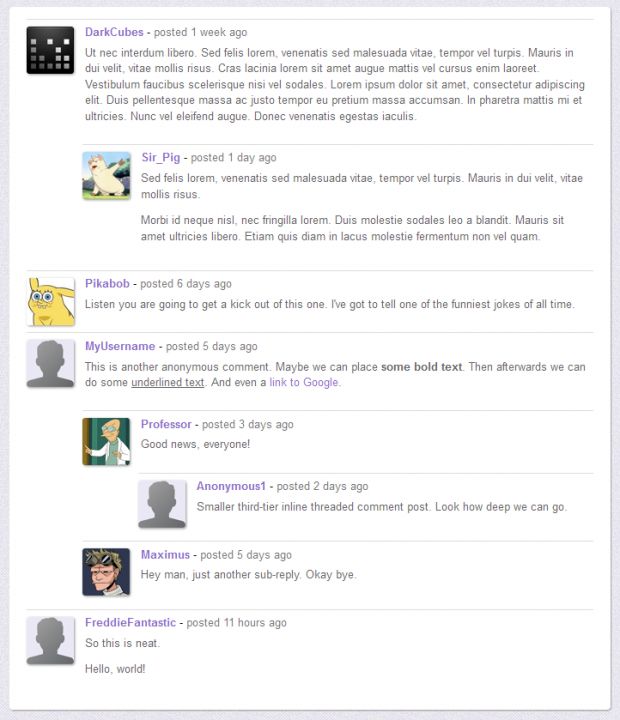 DarkCubes - posted 1 week ago
Ut nec interdum libero. Sed felis lorem, venenatis sed malesuada vitae, tempor vel turpis. Mauris in
dui velit, vitae mollis risus. Cras lacinia lorem sit amet augue mattis vel cursus enim laoreet.
Vestibulum faucibus scelerisque nisi vel sodales. Lorem ipsum dolor sit amet, consectetur adipiscing
elit. Duis pellentesque massa ac justo tempor eu pretium massa accumsan. In pharetra mattis mi et
ultricies. Nunc vel eleifend augue. Donec venenatis egestas iaculis.
Sir_Pig - posted 1 day ago
Sed felis lorem, venenatis sed malesuada vitae, tempor vel turpis. Mauris in dui velit, vitae
mollis risus.
Morbi id neque nisl, nec fringilla lorem. Duis molestie sodales leo a blandit. Mauris sit
amet ultricies libero. Etiam quis diam in lacus molestie fermentum non vel quam.
Pikabob - posted 6 days ago
Listen you are going to get a kick out of this one. I've got to tell one of the funniest jokes of all time.
MyUsername - posted 5 days ago
This is another anonymous comment. Maybe we can place some bold text. Then afterwards we can
do some underlined text. And even a link to Google.
Professor - posted 3 days ago
Good news, everyone!
Anonymous1 - posted 2 days ago
Smaller third-tier inline threaded comment post. Look how deep we can go.
Maximus - posted 5 days ago
Hey man, just another sub-reply. Okay bye.
FreddieFantastic - posted 11 hours ago
So this is neat.
Hello, world!